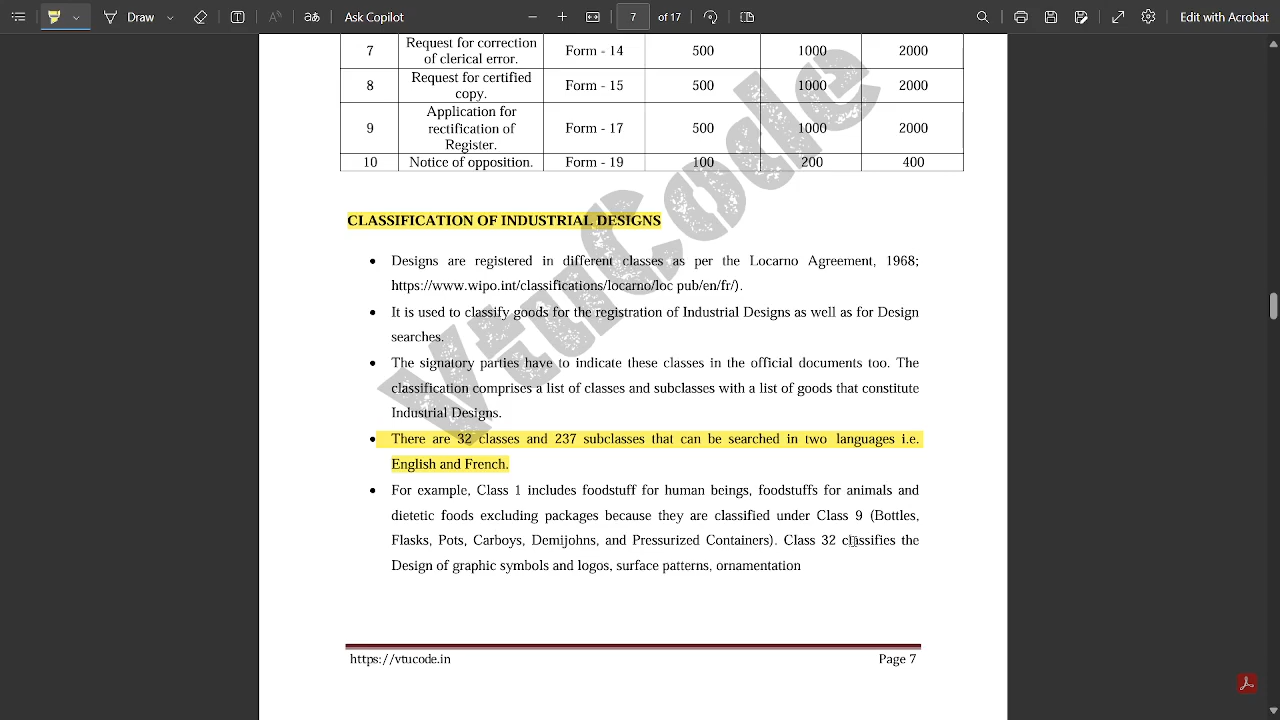 Draw
Ask Copilot
7
of 17
Edit with Acrobat
7 Request for correction of clerical error. Form - 14 500 1000 2000
8 Request for certified copy. Form - 15 500 1000 2000
9 Application for rectification of Register. Form - 17 500 1000 2000
10 Notice of opposition. Form - 19 100 200 400
VtuCode
CLASSIFICATION OF INDUSTRIAL DESIGNS
• Designs are registered in different classes as per the Locarno Agreement, 1968;
https://www.wipo.int/classifications/locarno/loc pub/en/fr/).
• It is used to classify goods for the registration of Industrial Designs as well as for Design
searches.
• The signatory parties have to indicate these classes in the official documents too. The
classification comprises a list of classes and subclasses with a list of goods that constitute
Industrial Designs.
• There are 32 classes and 237 subclasses that can be searched in two languages i.e.
English and French.
• For example, Class 1 includes foodstuff for human beings, foodstuffs for animals and
dietetic foods excluding packages because they are classified under Class 9 (Bottles,
Flasks, Pots, Carboys, Demijohns, and Pressurized Containers). Class 32 classifies the
Design of graphic symbols and logos, surface patterns, ornamentation
https://vtucode.in Page 7